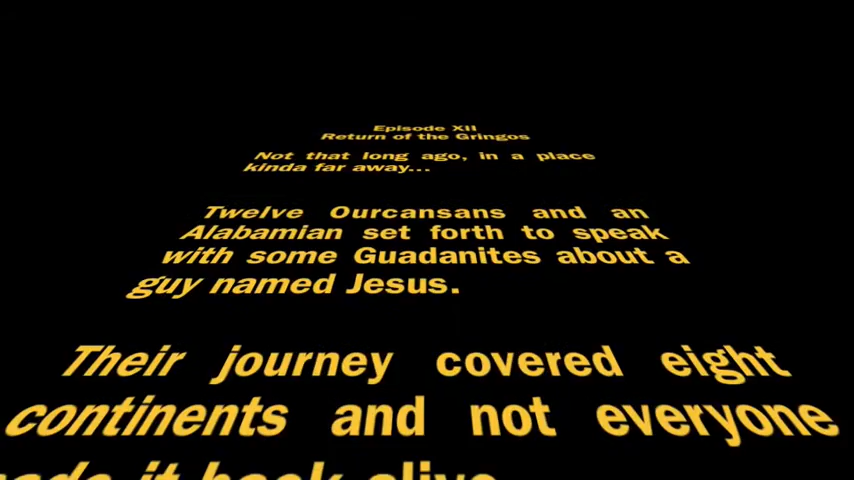 Episode XII
Return of the Gringos
Not that long ago, in a place
kinda far away...
Twelve Ourcansans and an
Alabamian set forth to speak
with some Guadanites about a
guy named Jesus.
Their journey covered eight
continents and not everyone
it back alive